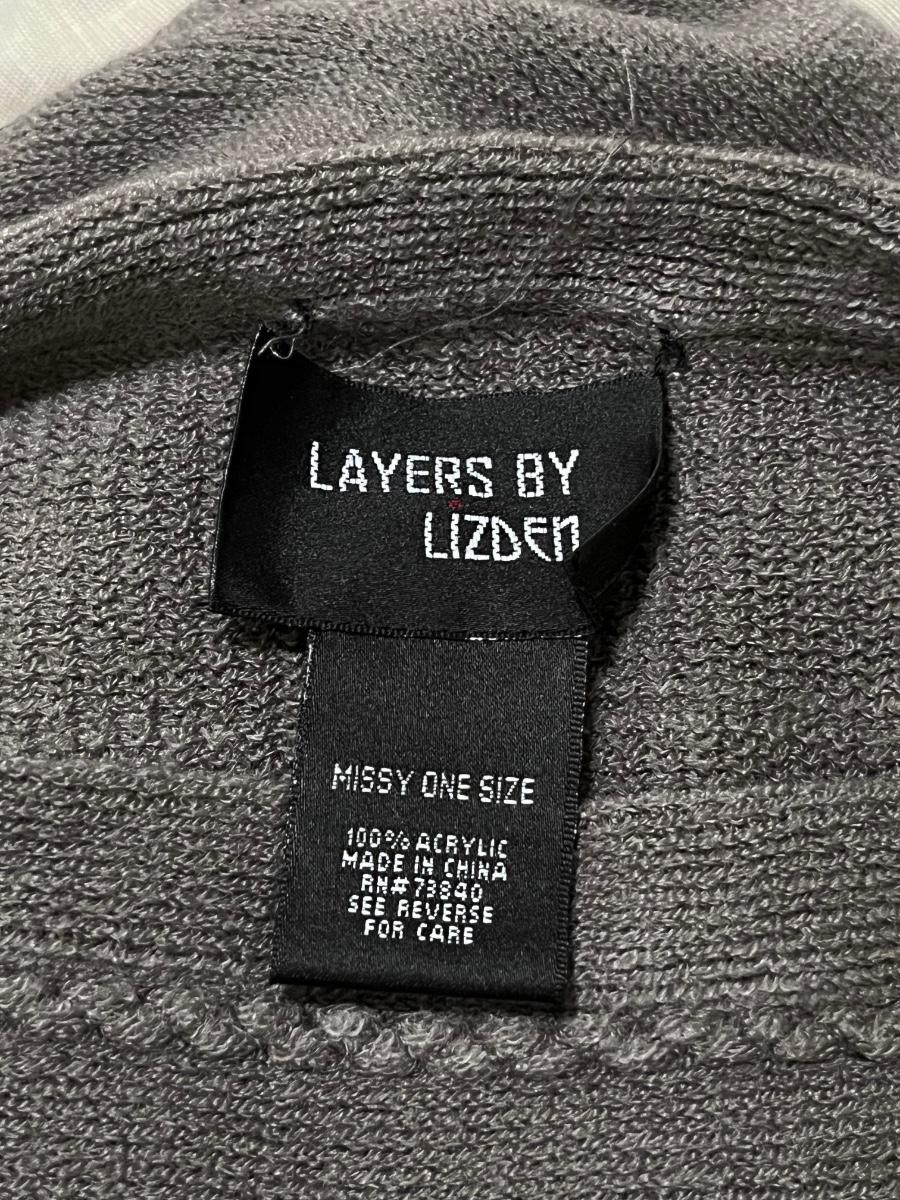 LAYERS BY
LIZDEN
MISSY ONE SIZE
100% ACRYLIC
MADE IN CHINA
RN#73840
SEE REVERSE
FOR CARE